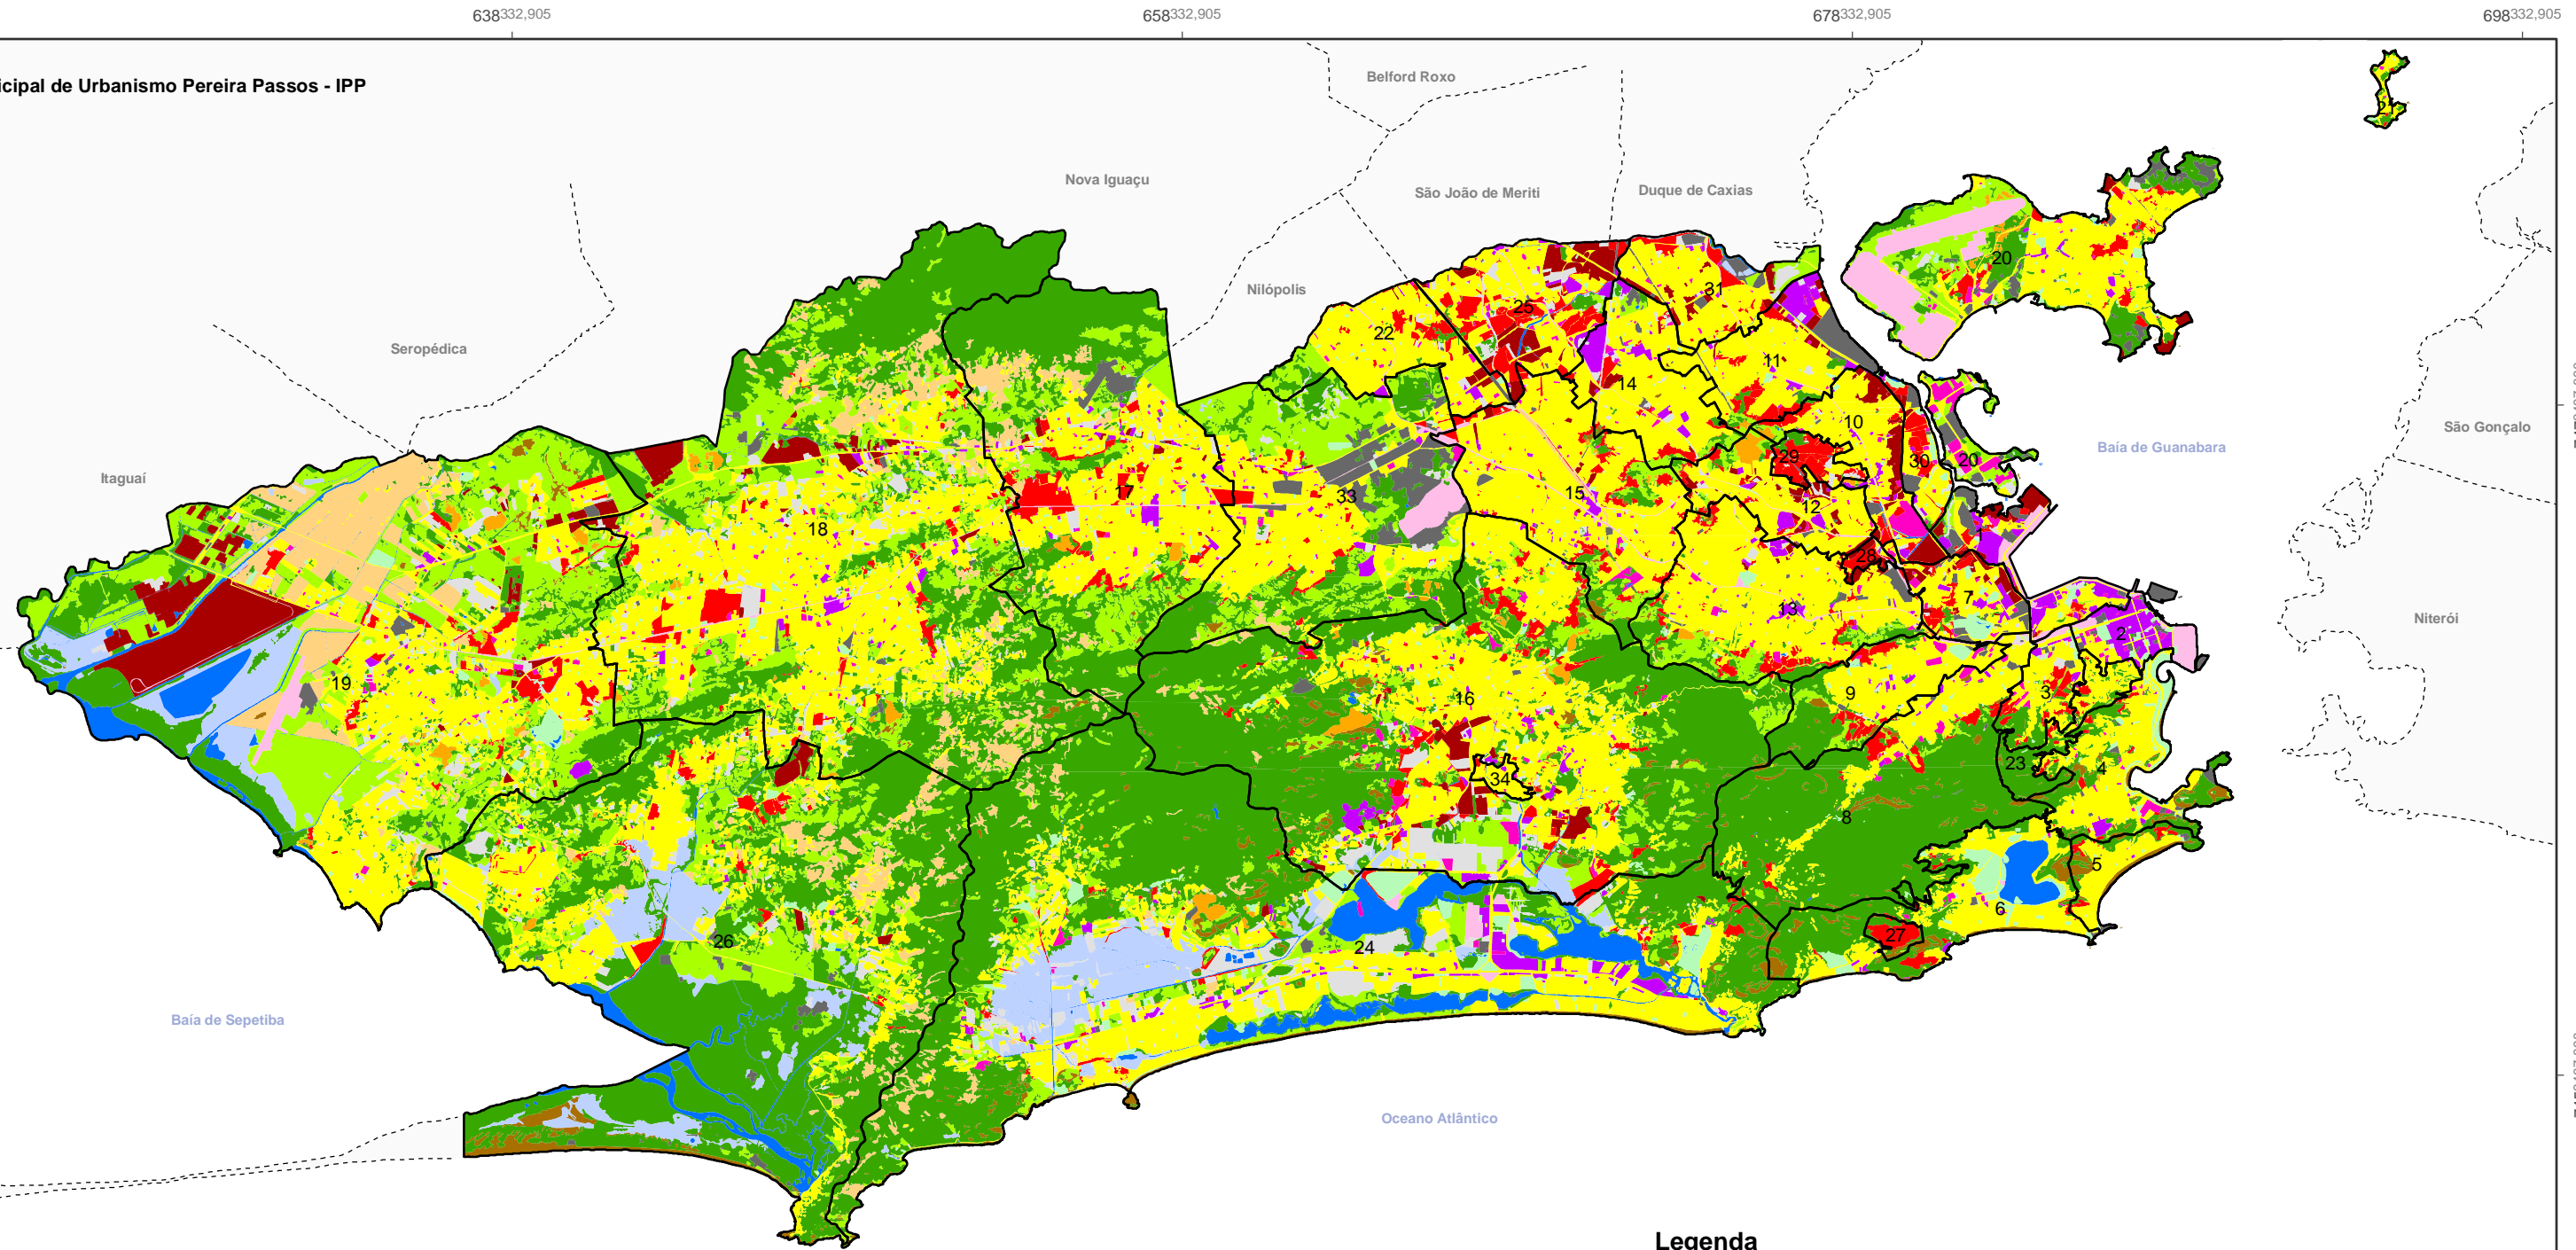 638332,905
658332,905
678332,905
698332,905
icipal de Urbanismo Pereira Passos - IPP
Belford Roxo
21
Nova Iguaçu
São João de Meriti
Duque de Caxias
20
Nilópolis
25
31
22
Seropédica
11
14
10
São Gonçalo
Baía de Guanabara
29
30
20
Itaguaí
17
33
15
12
18
1
28
7
13
Niterói
2
19
3
9
16
23
4
34
8
5
6
27
26
24
Baía de Sepetiba
Oceano Atlântico
Legenda